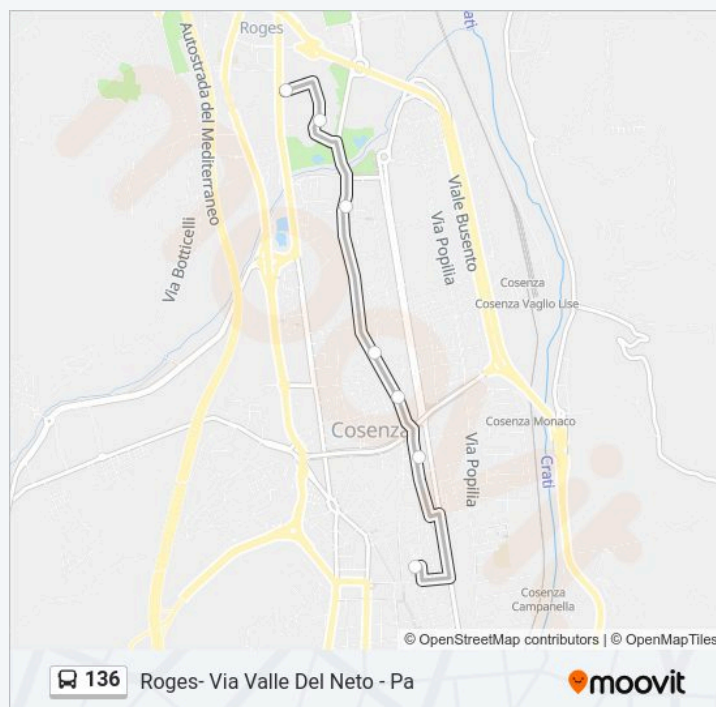 Crati
Roges
Autostrada del Mediterraneo
Viale Busento
Via Popilia
Via Botticelli
Cosenza
Cosenza Vaglio Lise
Cosenza
Cosenza Monaco
Via Popilia
Crati
Cosenza
Campanella
© OpenStreetMap contributors | © OpenMapTiles
136 Roges- Via Valle Del Neto - Pa
moovit